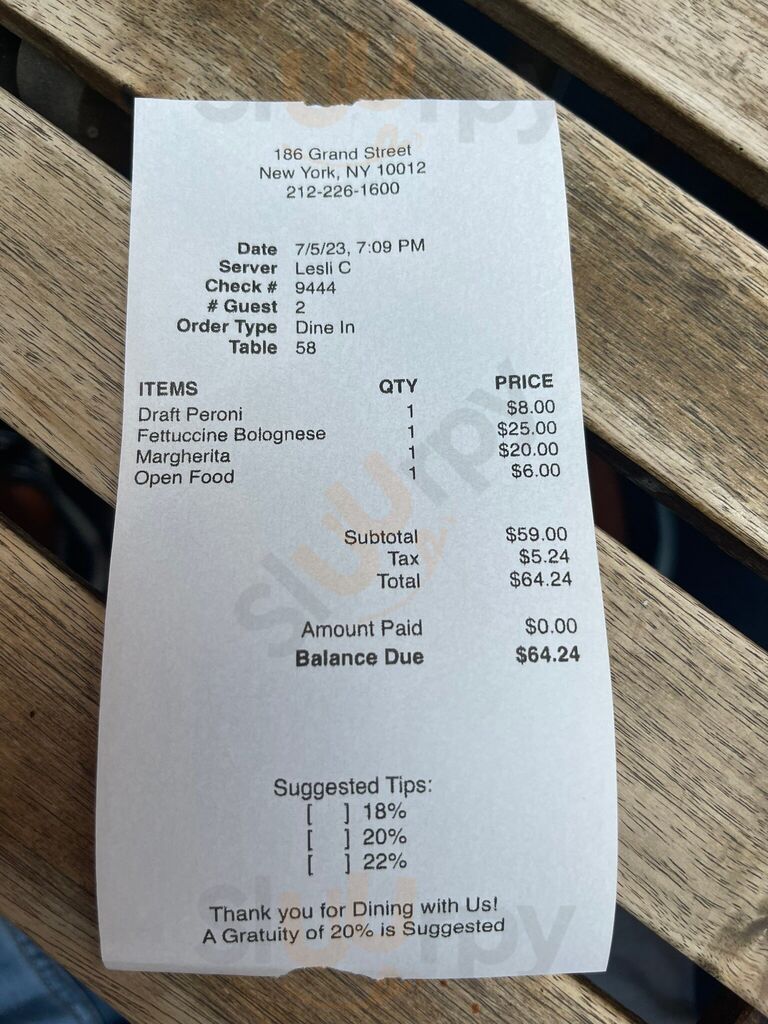 186 Grand Street
New York, NY 10012
212-226-1600
Date 7/5/23, 7:09 PM
Server Lesli C
Check # 9444
# Guest 2
Order Type Dine In
Table 58
ITEMS QTY PRICE
Draft Peroni 1 $8.00
Fettuccine Bolognese 1 $25.00
Margherita 1 $20.00
Open Food 1 $6.00
Subtotal $59.00
Tax $5.24
Total $64.24
Amount Paid $0.00
Balance Due $64.24
Suggested Tips:
[ ] 18%
[ ] 20%
[ ] 22%
Thank you for Dining with Us!
A Gratuity of 20% is Suggested
sluurpy
sluurpy
sluurpy